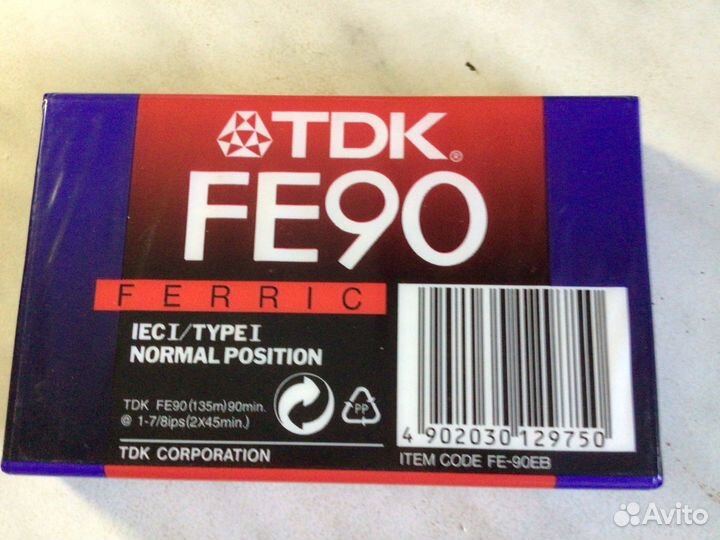 TDK®
FE90
FERRIC
IEC I/TYPE I
NORMAL POSITION
TDK FE90 (135m) 90min.
@ 1-7/8ips (2X45min.)
PP
TDK CORPORATION
4 902030 129750
ITEM CODE FE-90EB
Avito